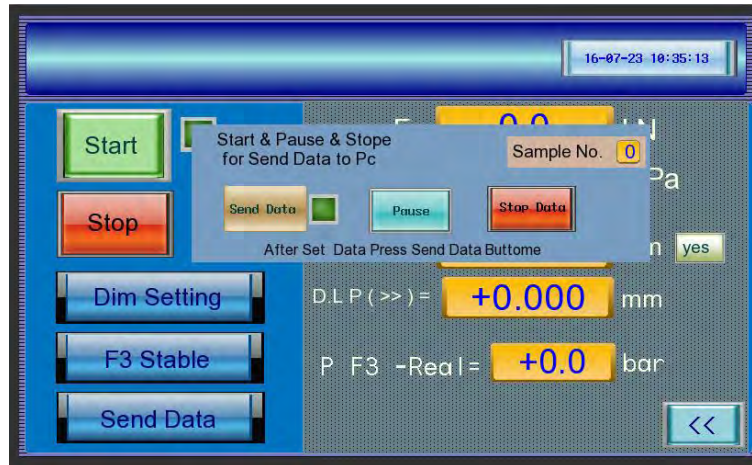 16-07-23 10:35:13
Start
Start & Pause & Stope
for Send Data to Pc
Sample No. 0
Send Data
Pause
Stop Data
After Set Data Press Send Data Buttome
Stop
yes
Dim Setting
D.L P ( >> ) = +0.000 mm
F3 Stable
P F3 -Real= +0.0 bar
Send Data
<<